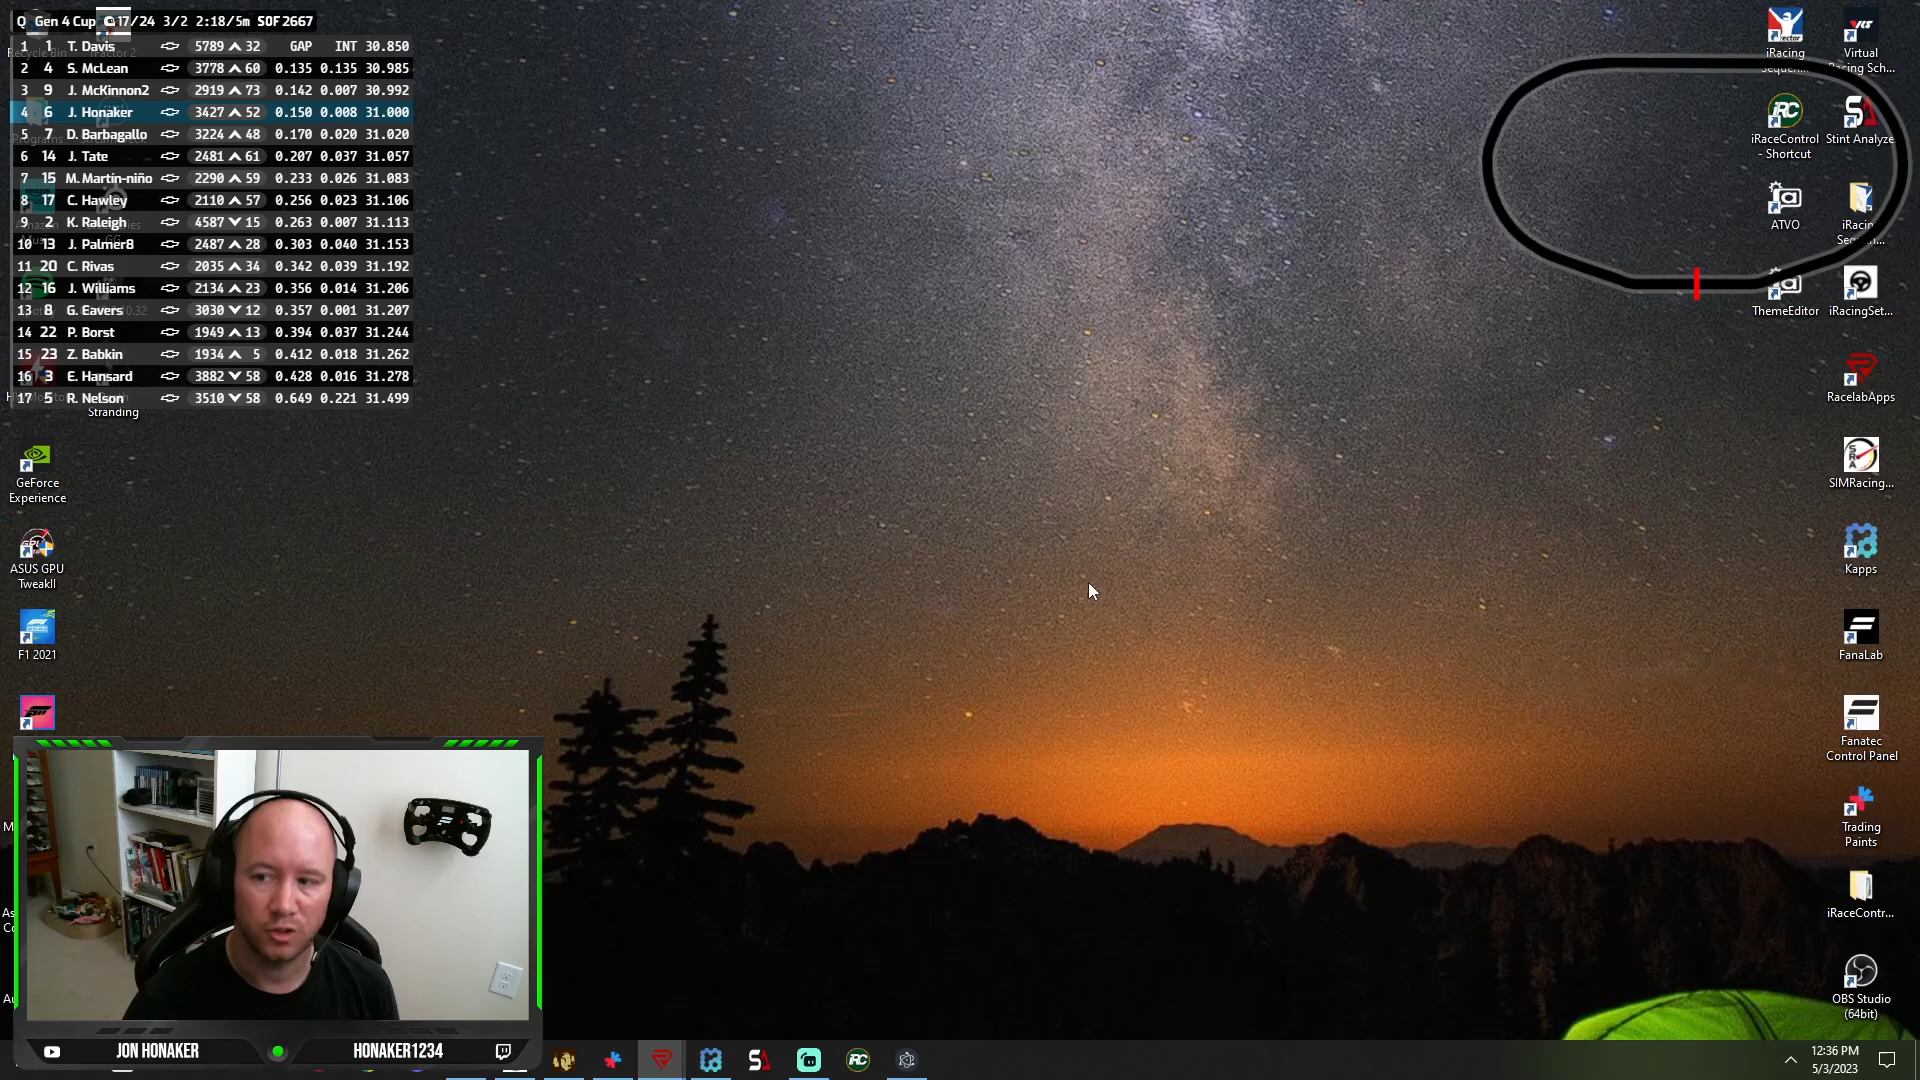 Q Gen 4 Cup 17/24 3/2 2:18/5m SOF 2667
1 1 T. Davis 5789 32 GAP INT 30.850
2 4 S. McLean 3778 60 0.135 0.135 30.985
3 9 J. McKinnon2 2919 73 0.142 0.007 30.992
4 6 J. Honaker 3427 52 0.150 0.008 31.000
5 7 D. Barbagallo 3224 48 0.170 0.020 31.020
6 14 J. Tate 2481 61 0.207 0.037 31.057
7 15 M. Martín-niño 2290 59 0.233 0.026 31.083
8 17 C. Hawley 2110 57 0.256 0.023 31.106
9 2 K. Raleigh 4587 15 0.263 0.007 31.113
10 13 J. Palmer8 2487 28 0.303 0.040 31.153
11 20 C. Rivas 2035 34 0.342 0.039 31.192
12 16 J. Williams 2134 23 0.356 0.014 31.206
13 8 G. Eavers 3030 12 0.357 0.001 31.207
14 22 P. Borst 1949 13 0.394 0.037 31.244
15 23 Z. Babkin 1934 5 0.412 0.018 31.262
16 3 E. Hansard 3882 58 0.428 0.016 31.278
17 5 R. Nelson 3510 58 0.649 0.221 31.499
Stranding
GeForce
Experience
ASUS GPU
TweakII
F1 2021
iRacing
Sequen...
Virtual
Racing Sch...
iRaceControl
- Shortcut
Stint Analyze
ATVO
iRacin
Sequen...
ThemeEditor
iRacingSet...
RacelabApps
SIMRacing...
Kapps
FanaLab
Fanatec
Control Panel
Trading
Paints
iRaceContr...
OBS Studio
(64bit)
JON HONAKER
HONAKER1234
12:36 PM
5/3/2023